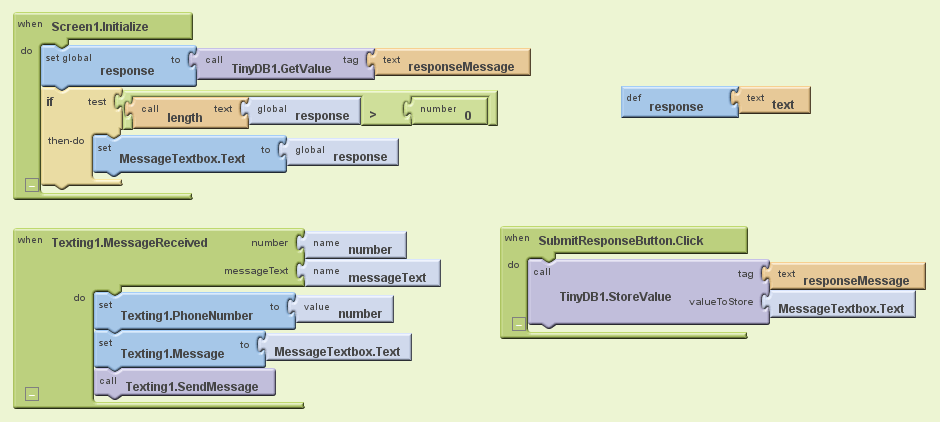 when Screen1.Initialize
do
set global response to call TinyDB1.GetValue tag text responseMessage
if test call length text global response > number 0
then-do
set MessageTextbox.Text to global response
def response text text
when Texting1.MessageReceived number name number
messageText name messageText
do
set Texting1.PhoneNumber to value number
set Texting1.Message to MessageTextbox.Text
call Texting1.SendMessage
when SubmitResponseButton.Click
do
call TinyDB1.StoreValue tag text responseMessage
valueToStore MessageTextbox.Text